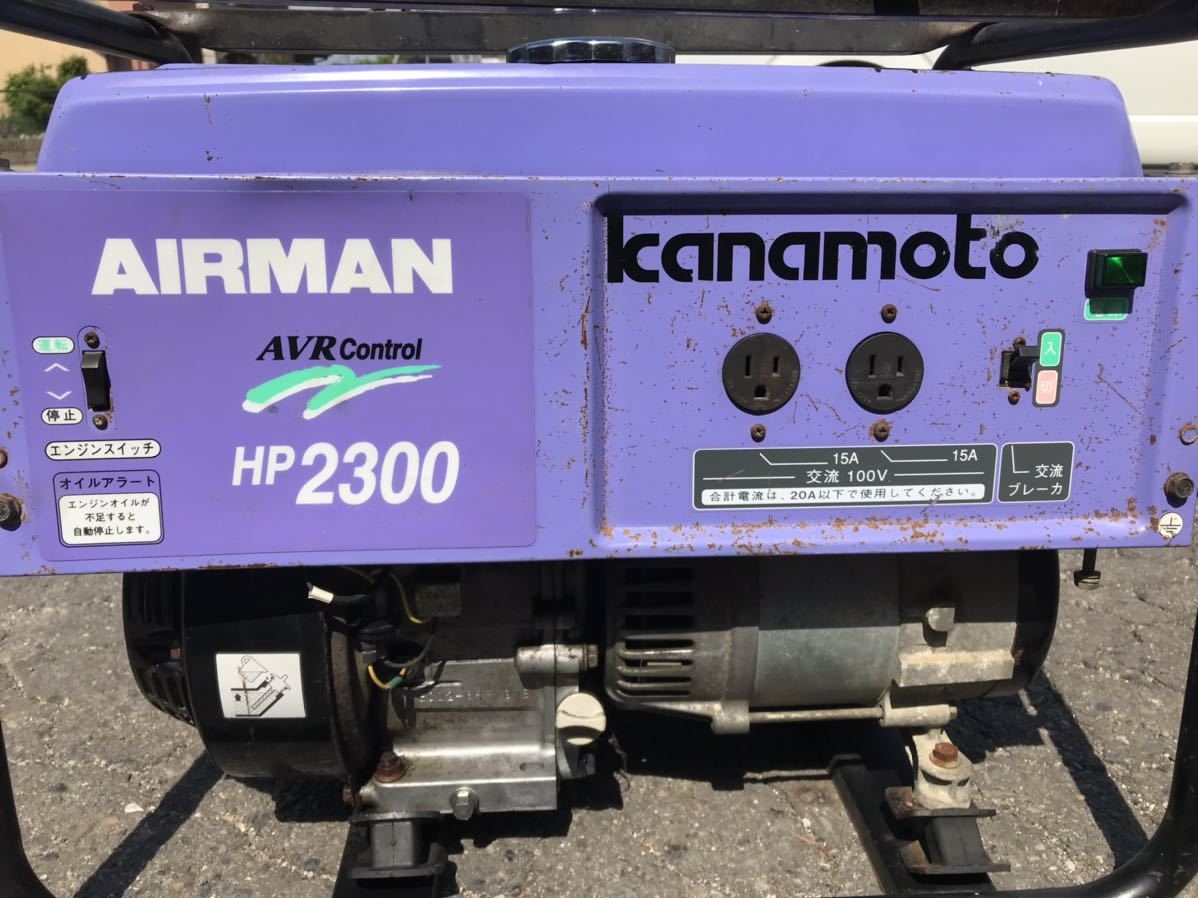 AIRMAN
AVR Control
HP2300
運転
停止
エンジンスイッチ
オイルアラート
エンジンオイルが
不足すると
自動停止します。
kanamoto
入
切
15A
15A
交流 100V
合計電流は、20A以下で使用してください。
交流
ブレーカ